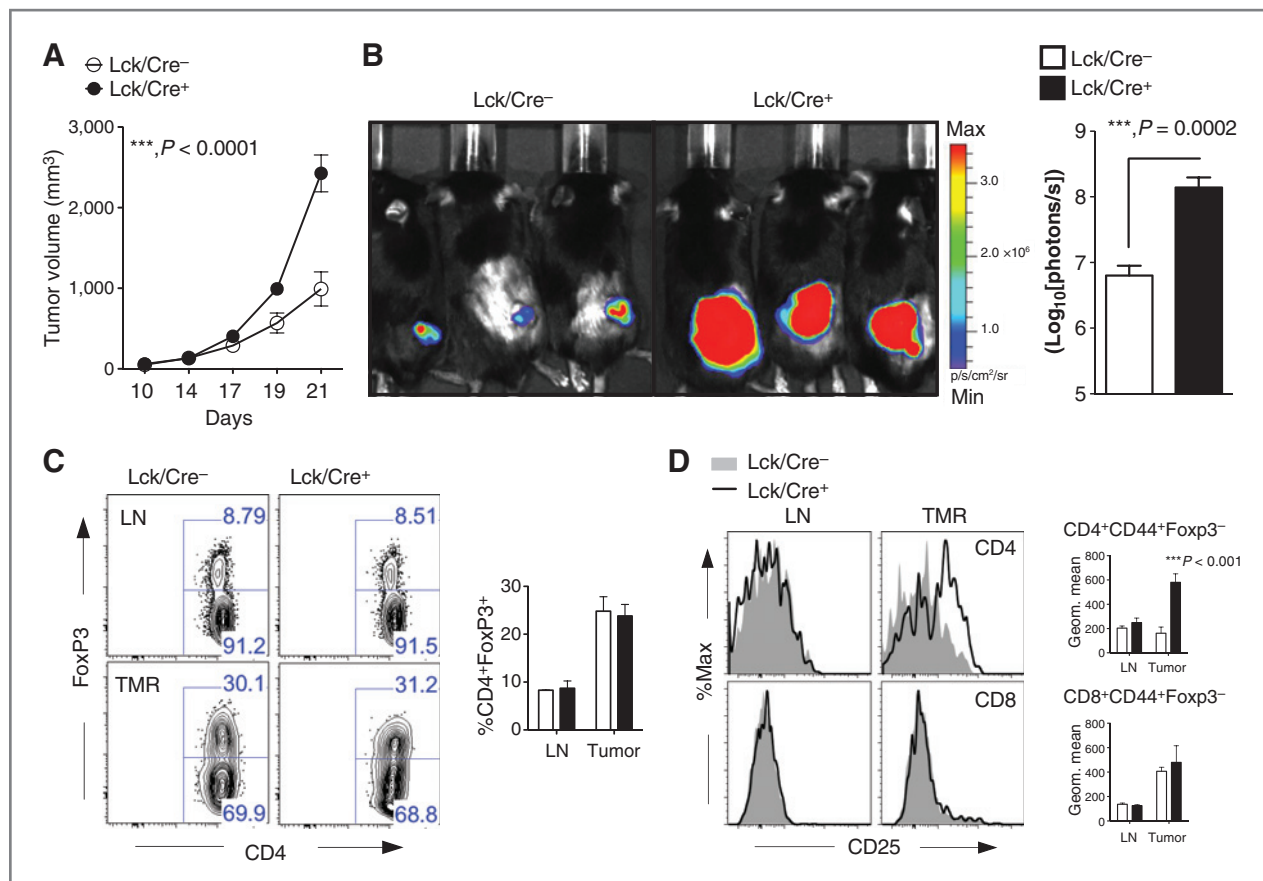 A
Lck/Cre⁻
Lck/Cre⁺
Tumor volume (mm³)
3,000
2,000
1,000
0
***, P < 0.0001
10 14 17 19 21
Days
B
Lck/Cre⁻ Lck/Cre⁺
Max
3.0
2.0 ×10⁶
1.0
p/s/cm²/sr
Min
Lck/Cre⁻
Lck/Cre⁺
***, P = 0.0002
(Log₁₀[photons/s])
9
8
7
6
5
C
Lck/Cre⁻ Lck/Cre⁺
LN
8.79 8.51
91.2 91.5
TMR
30.1 31.2
69.9 68.8
FoxP3
CD4
%CD4⁺FoxP3⁺
30
20
10
0
LN Tumor
D
Lck/Cre⁻
Lck/Cre⁺
LN TMR
CD4
CD8
%Max
CD25
CD4⁺CD44⁺Foxp3⁻
***P < 0.001
Geom. mean
800
600
400
200
0
LN Tumor
CD8⁺CD44⁺Foxp3⁻
Geom. mean
800
600
400
200
0
LN Tumor